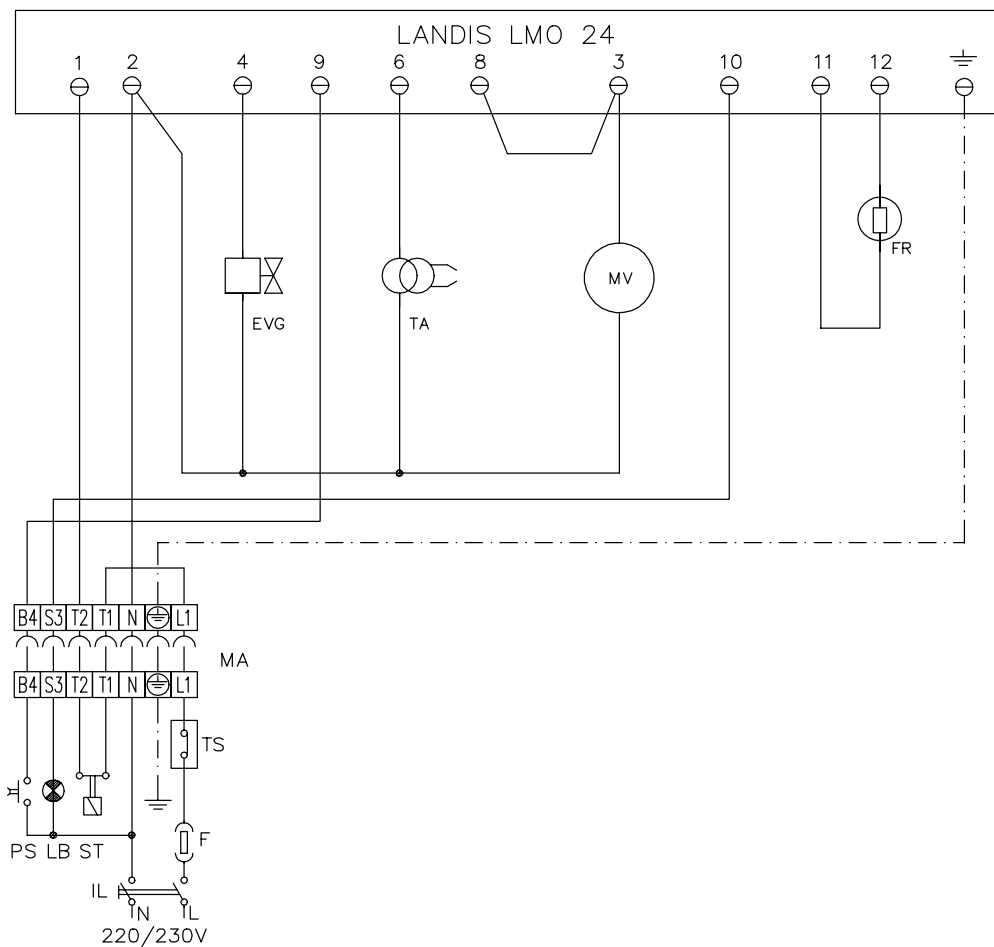 LANDIS LMO 24
1 2 4 9 6 8 3 10 11 12
FR
MV
EVG TA
B4 S3 T2 T1 N L1
MA
B4 S3 T2 T1 N L1
TS
F
PS LB ST
IL
N L
220/230V